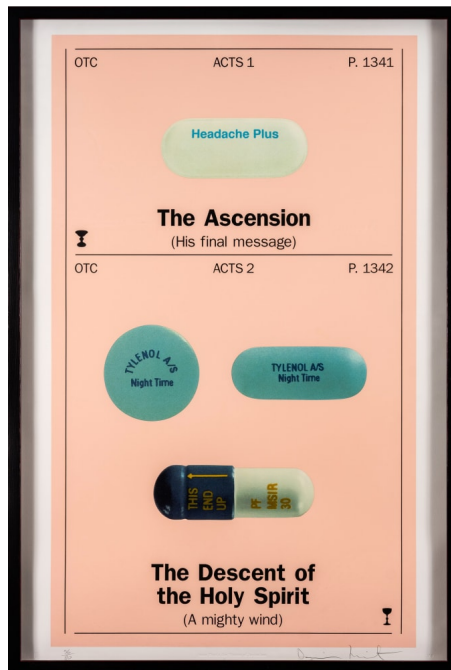 OTC ACTS 1 P. 1341
Headache Plus
The Ascension
(His final message)
OTC ACTS 2 P. 1342
TYLENOL A/S
Night Time
TYLENOL A/S
Night Time
THIS
END
UP
PF
MSIR
30
The Descent of
the Holy Spirit
(A mighty wind)